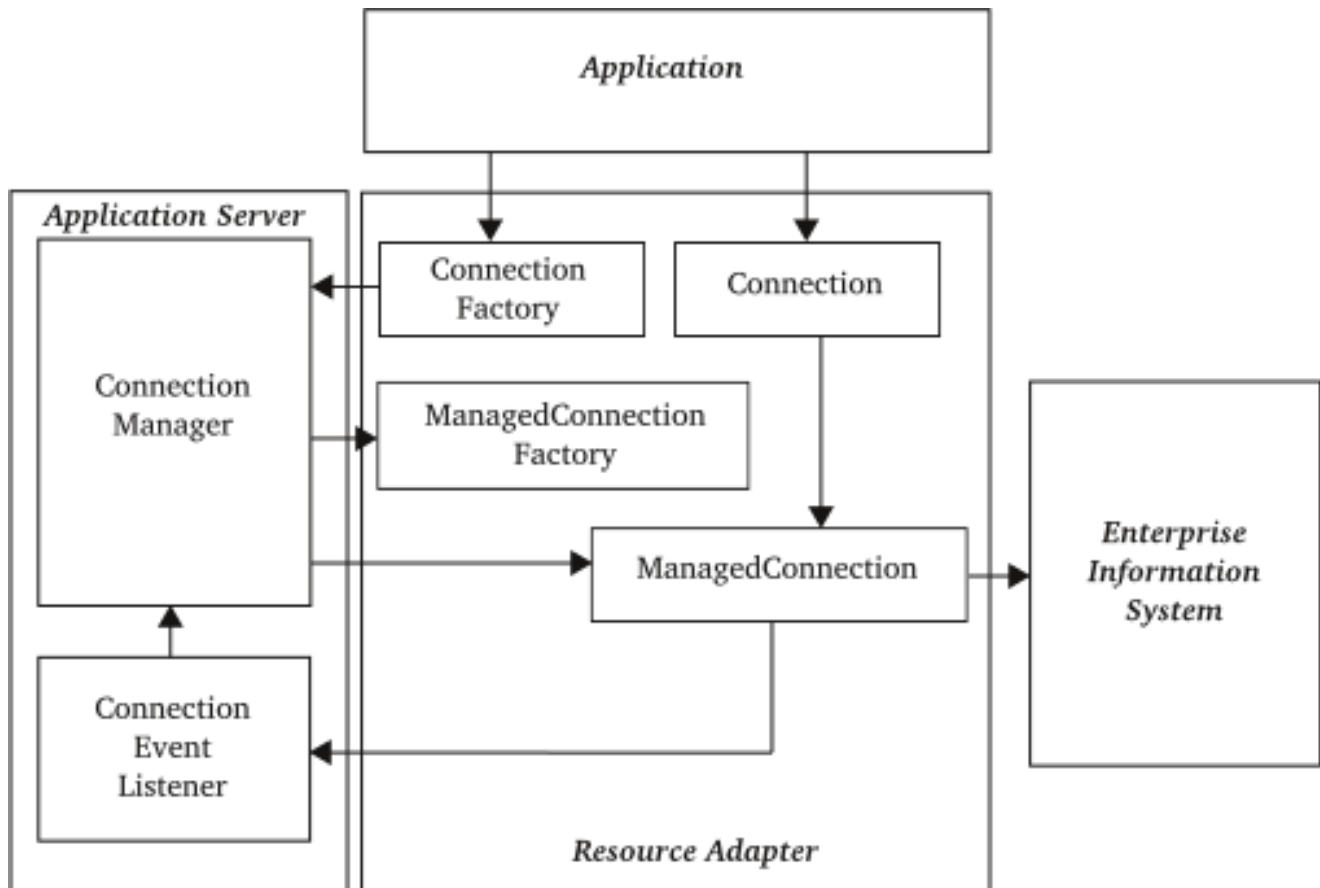 Application
Application Server
Connection
Factory
Connection
Connection
Manager
ManagedConnection
Factory
ManagedConnection
Enterprise
Information
System
Connection
Event
Listener
Resource Adapter